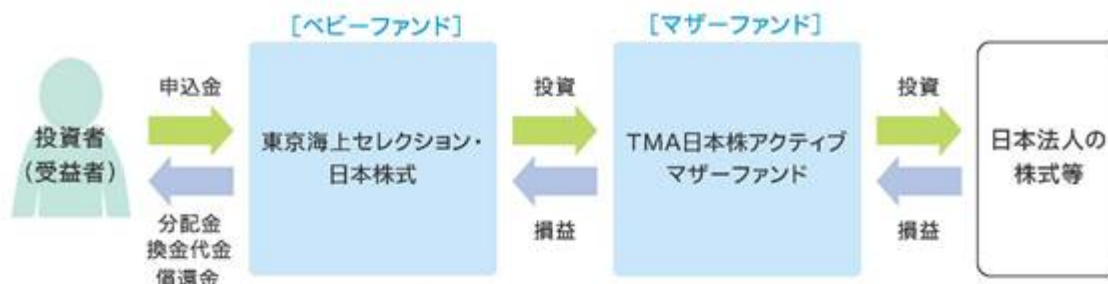 ［ベビーファンド］
［マザーファンド］
投資者
（受益者）
申込金
分配金
換金代金
償還金
東京海上セレクション・
日本株式
投資
損益
TMA日本株アクティブ
マザーファンド
投資
損益
日本法人の
株式等